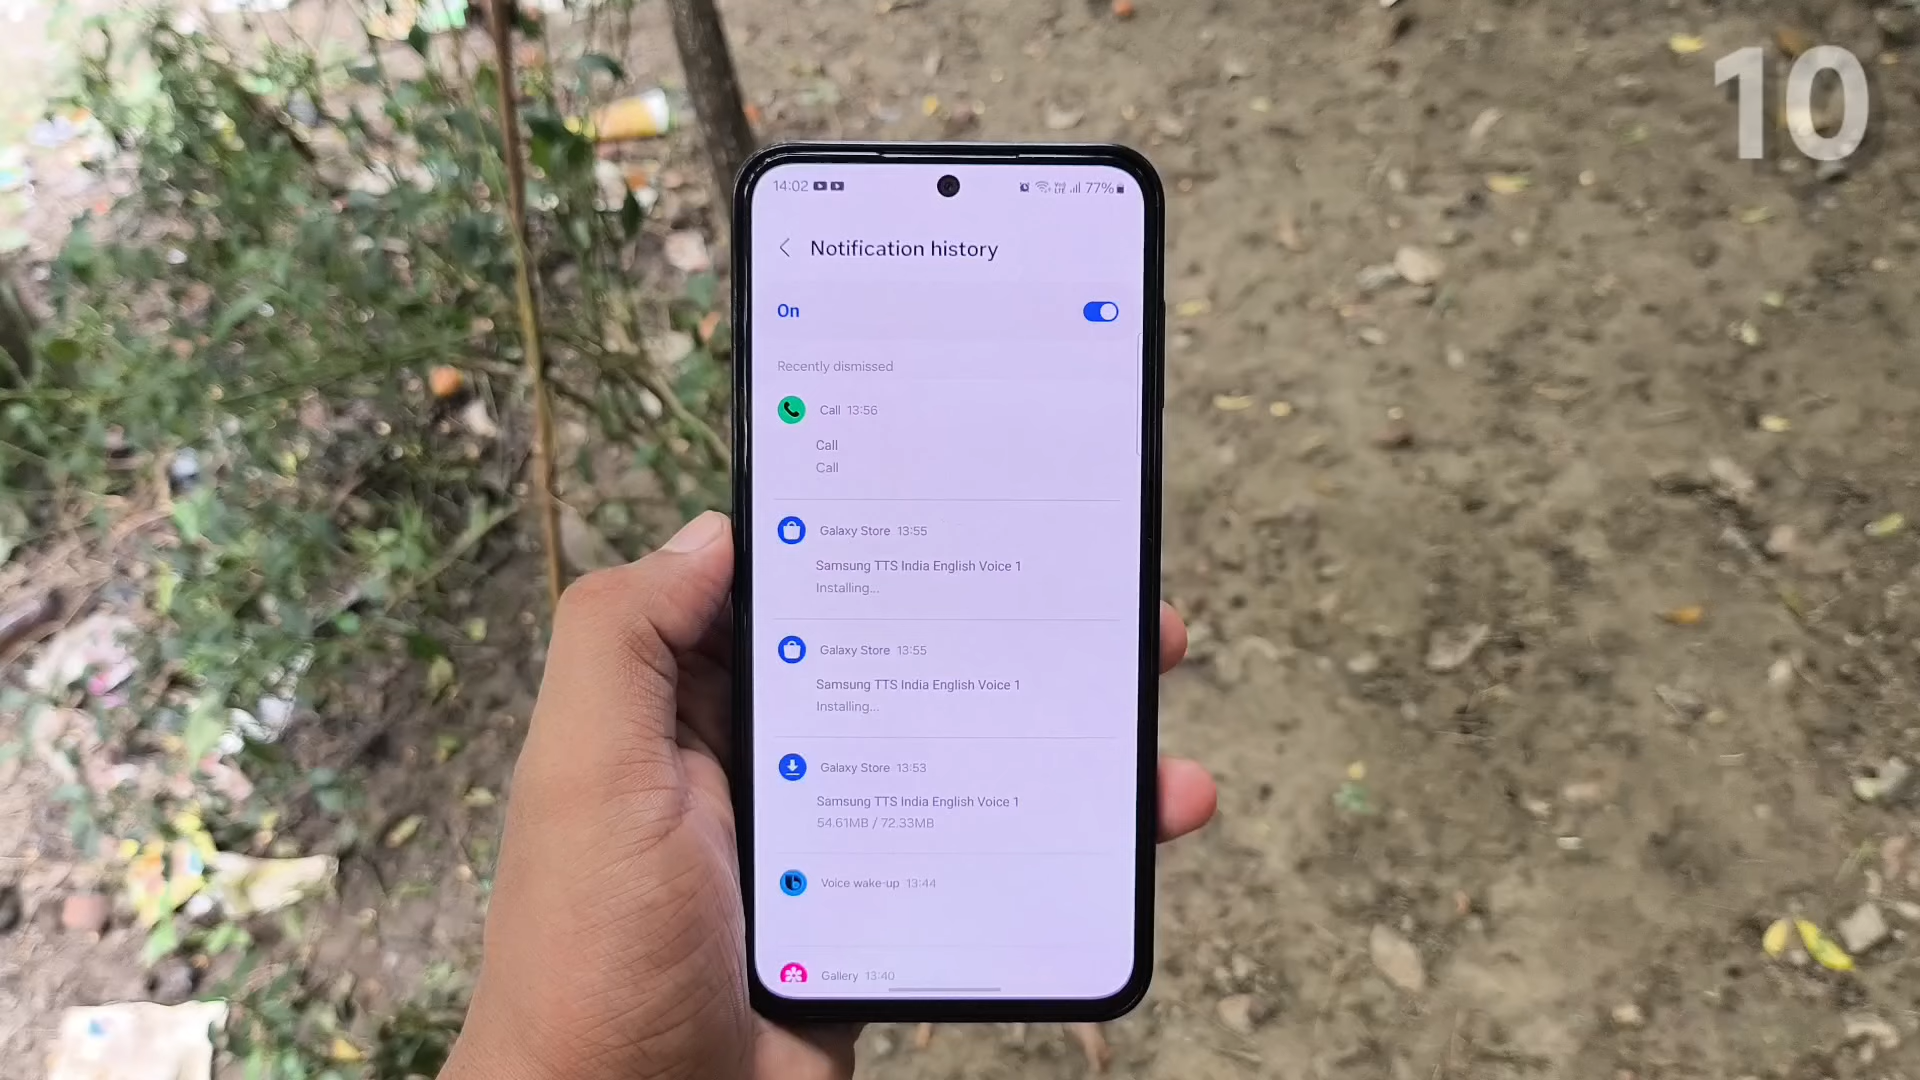 10
14:02
77%
Notification history
On
Recently dismissed
Call 13:56
Call
Call
Galaxy Store 13:55
Samsung TTS India English Voice 1
Installing...
Galaxy Store 13:55
Samsung TTS India English Voice 1
Installing...
Galaxy Store 13:53
Samsung TTS India English Voice 1
54.61MB / 72.33MB
Voice wake-up 13:44
Gallery 13:40